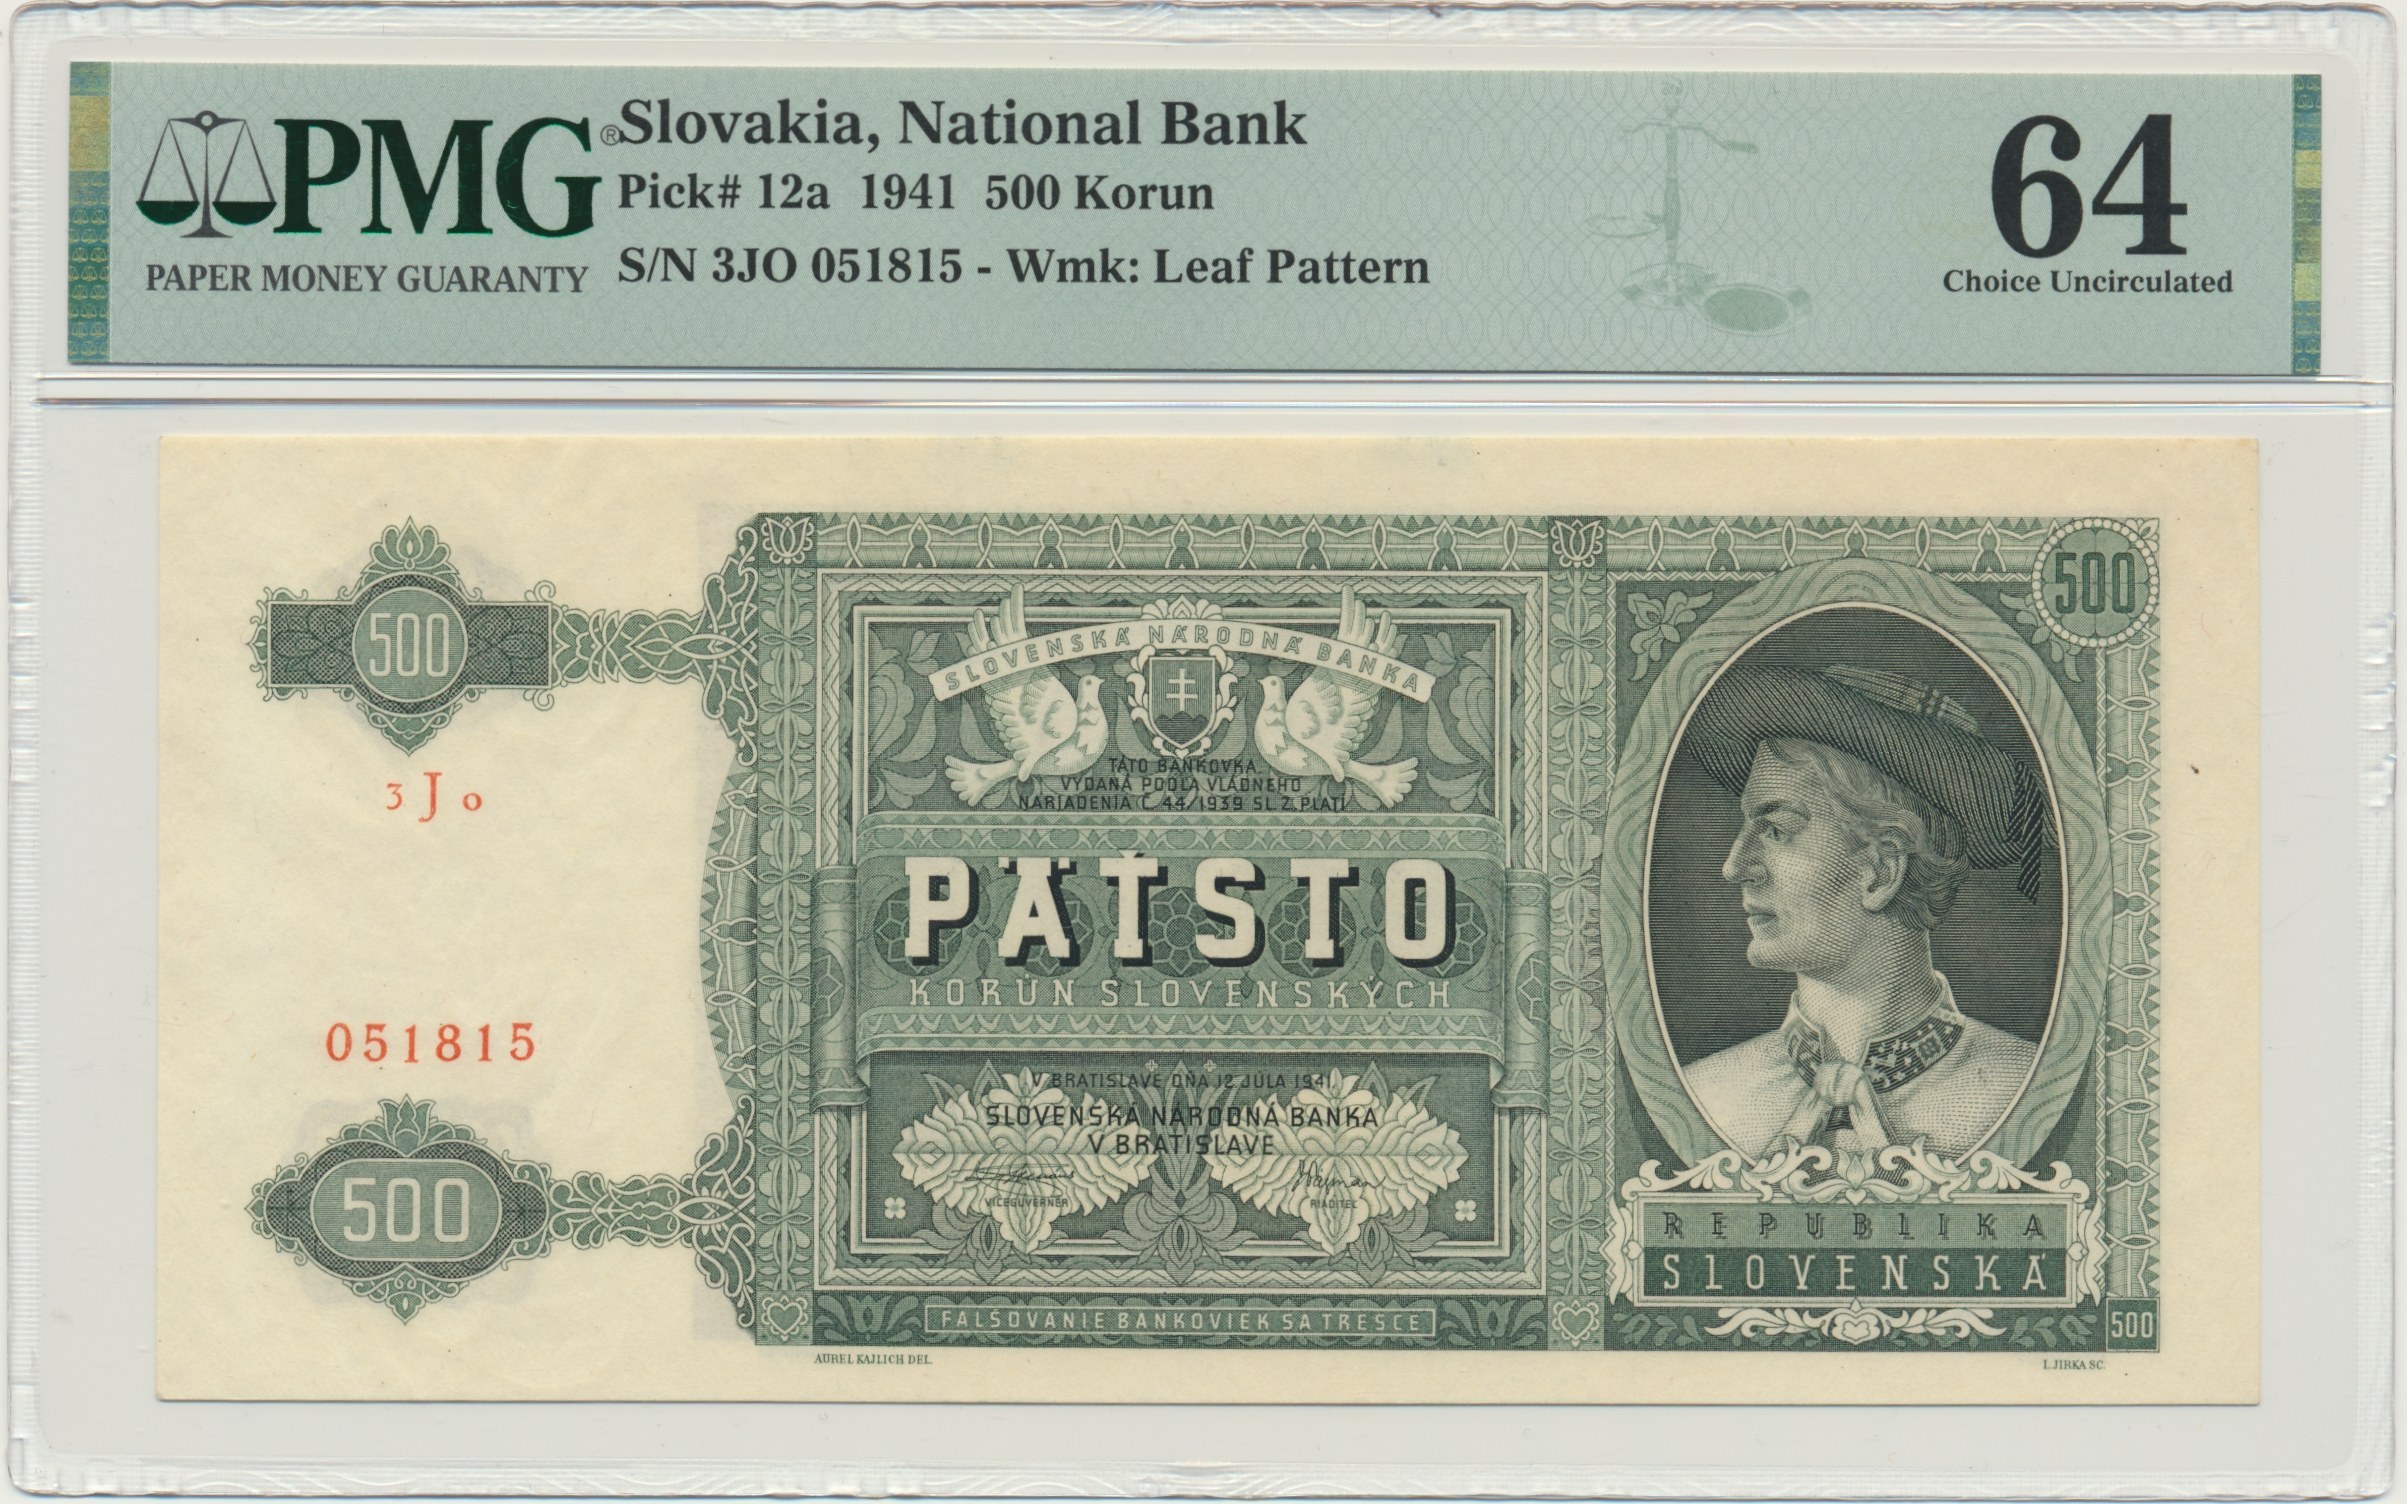 PMG®
PAPER MONEY GUARANTY
Slovakia, National Bank
Pick# 12a 1941 500 Korun
S/N 3JO 051815 - Wmk: Leaf Pattern
64
Choice Uncirculated
500
3 J o
051815
500
SLOVENSKÁ NÁRODNÁ BANKA
TÁTO BANKOVKA,
VYDANÁ PODĽA VLÁDNEHO
NARIADENIA Č. 44/1939 SL. Z. PLATÍ
PÄŤSTO
KORÚN SLOVENSKÝCH
V BRATISLAVE DŇA 12 JÚLA 1941.
SLOVENSKÁ NÁRODNÁ BANKA
V BRATISLAVE
VICEGUVERNÉR
RIADITEĽ
FALŠOVANIE BANKOVIEK SA TRESCE
500
REPUBLIKA
SLOVENSKÁ
500
AUREL KAJLICH DEL.
I. JIRKA SC.